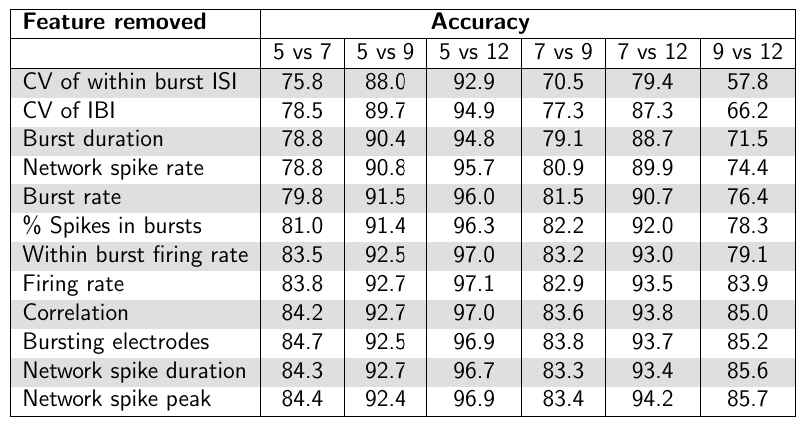 Feature removed Accuracy
5 vs 7 5 vs 9 5 vs 12 7 vs 9 7 vs 12 9 vs 12
CV of within burst ISI 75.8 88.0 92.9 70.5 79.4 57.8
CV of IBI 78.5 89.7 94.9 77.3 87.3 66.2
Burst duration 78.8 90.4 94.8 79.1 88.7 71.5
Network spike rate 78.8 90.8 95.7 80.9 89.9 74.4
Burst rate 79.8 91.5 96.0 81.5 90.7 76.4
% Spikes in bursts 81.0 91.4 96.3 82.2 92.0 78.3
Within burst firing rate 83.5 92.5 97.0 83.2 93.0 79.1
Firing rate 83.8 92.7 97.1 82.9 93.5 83.9
Correlation 84.2 92.7 97.0 83.6 93.8 85.0
Bursting electrodes 84.7 92.5 96.9 83.8 93.7 85.2
Network spike duration 84.3 92.7 96.7 83.3 93.4 85.6
Network spike peak 84.4 92.4 96.9 83.4 94.2 85.7